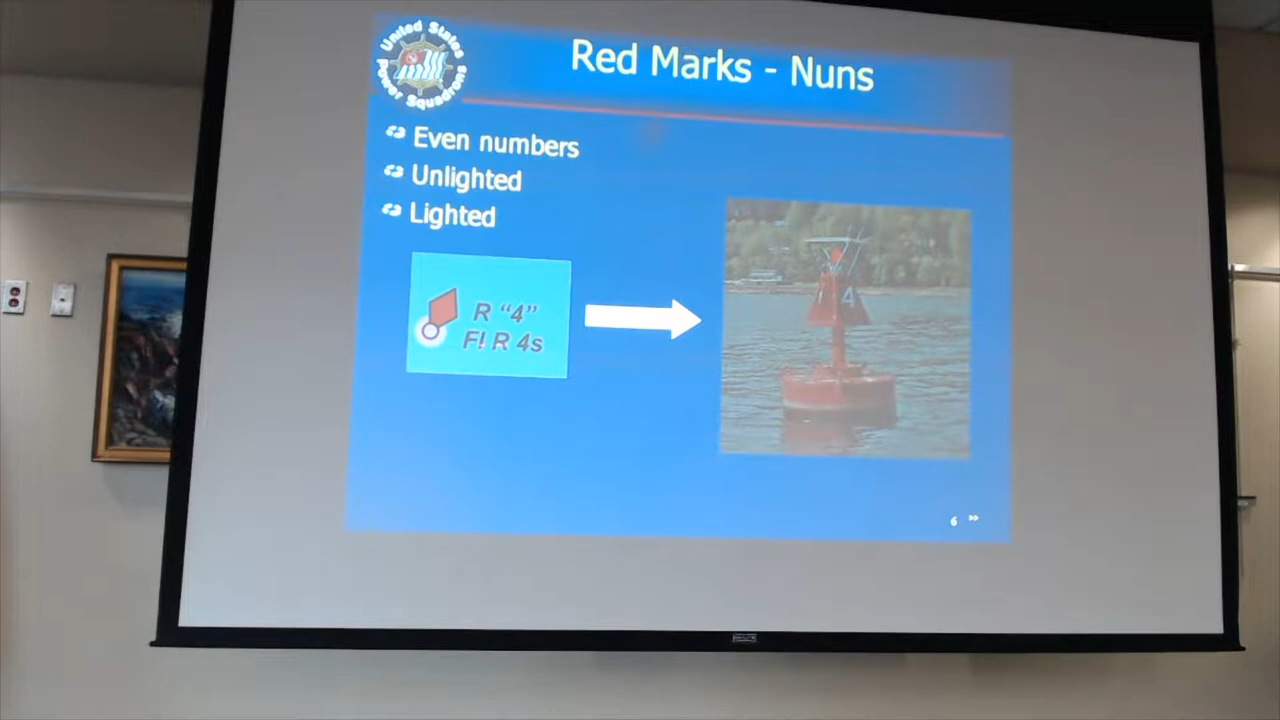 United States
Power Squadrons
Red Marks - Nuns
Even numbers
Unlighted
Lighted
R “4”
Fl R 4s
4
6